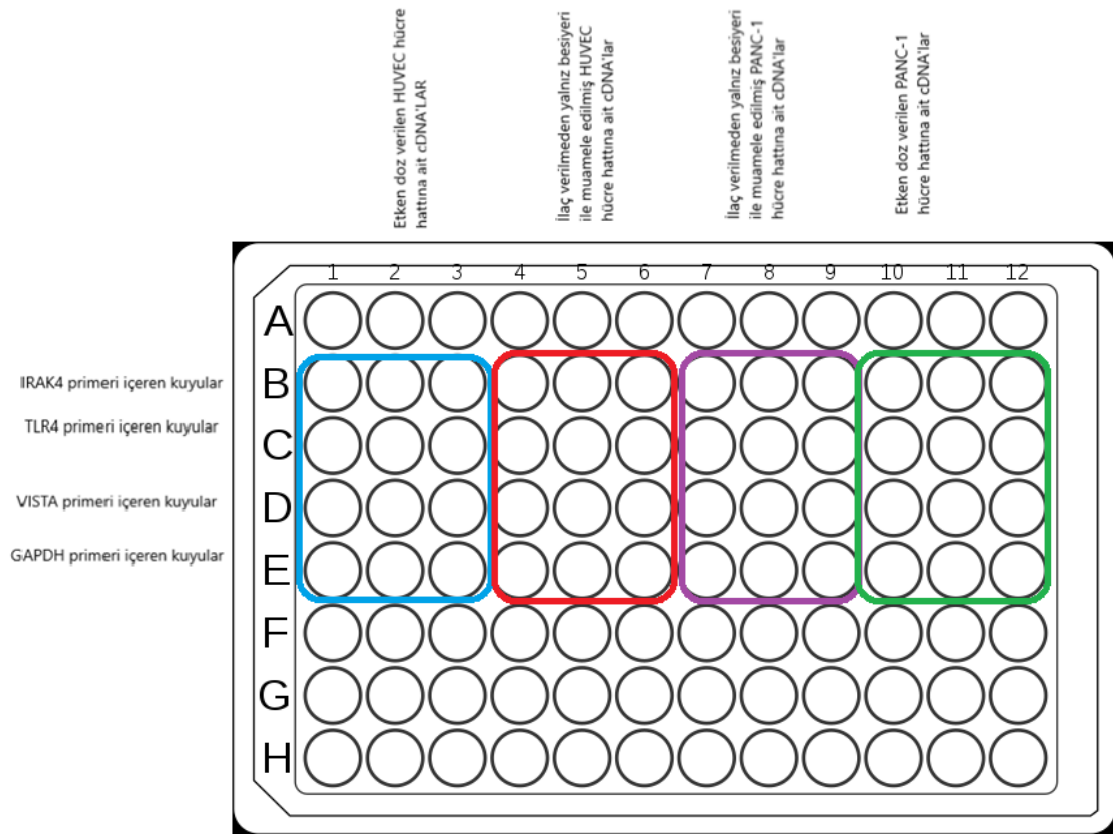 Etken doz verilen HUVEC hücre
hattına ait cDNA'LAR
İlaç verilmeden yalnız besiyeri
ile muamele edilmiş HUVEC
hücre hattına ait cDNA'lar
İlaç verilmeden yalnız besiyeri
ile muamele edilmiş PANC-1
hücre hattına ait cDNA'lar
Etken doz verilen PANC-1
hücre hattına ait cDNA'lar
1 2 3 4 5 6 7 8 9 10 11 12
A
IRAK4 primeri içeren kuyular
B
TLR4 primeri içeren kuyular
C
VISTA primeri içeren kuyular
D
GAPDH primeri içeren kuyular
E
F
G
H